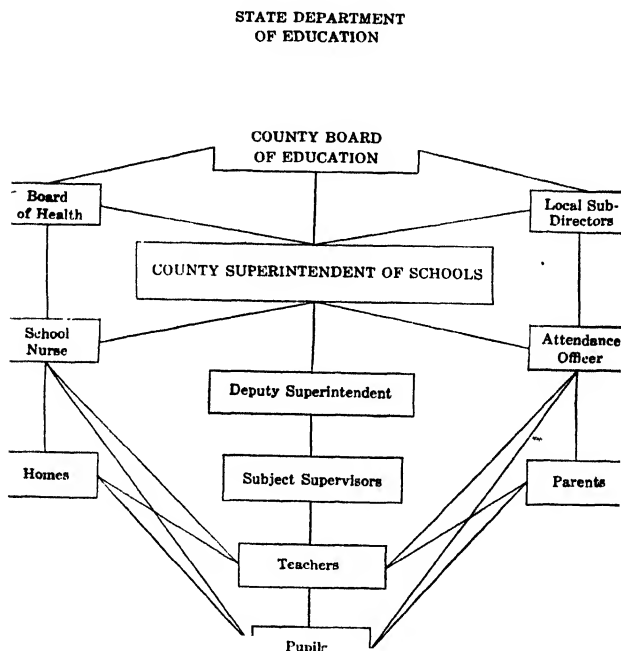 STATE DEPARTMENT
OF EDUCATION
COUNTY BOARD
OF EDUCATION
Board
of Health
Local Sub-
Directors
COUNTY SUPERINTENDENT OF SCHOOLS
School
Nurse
Attendance
Officer
Deputy Superintendent
Homes
Subject Supervisors
Parents
Teachers
Pupils